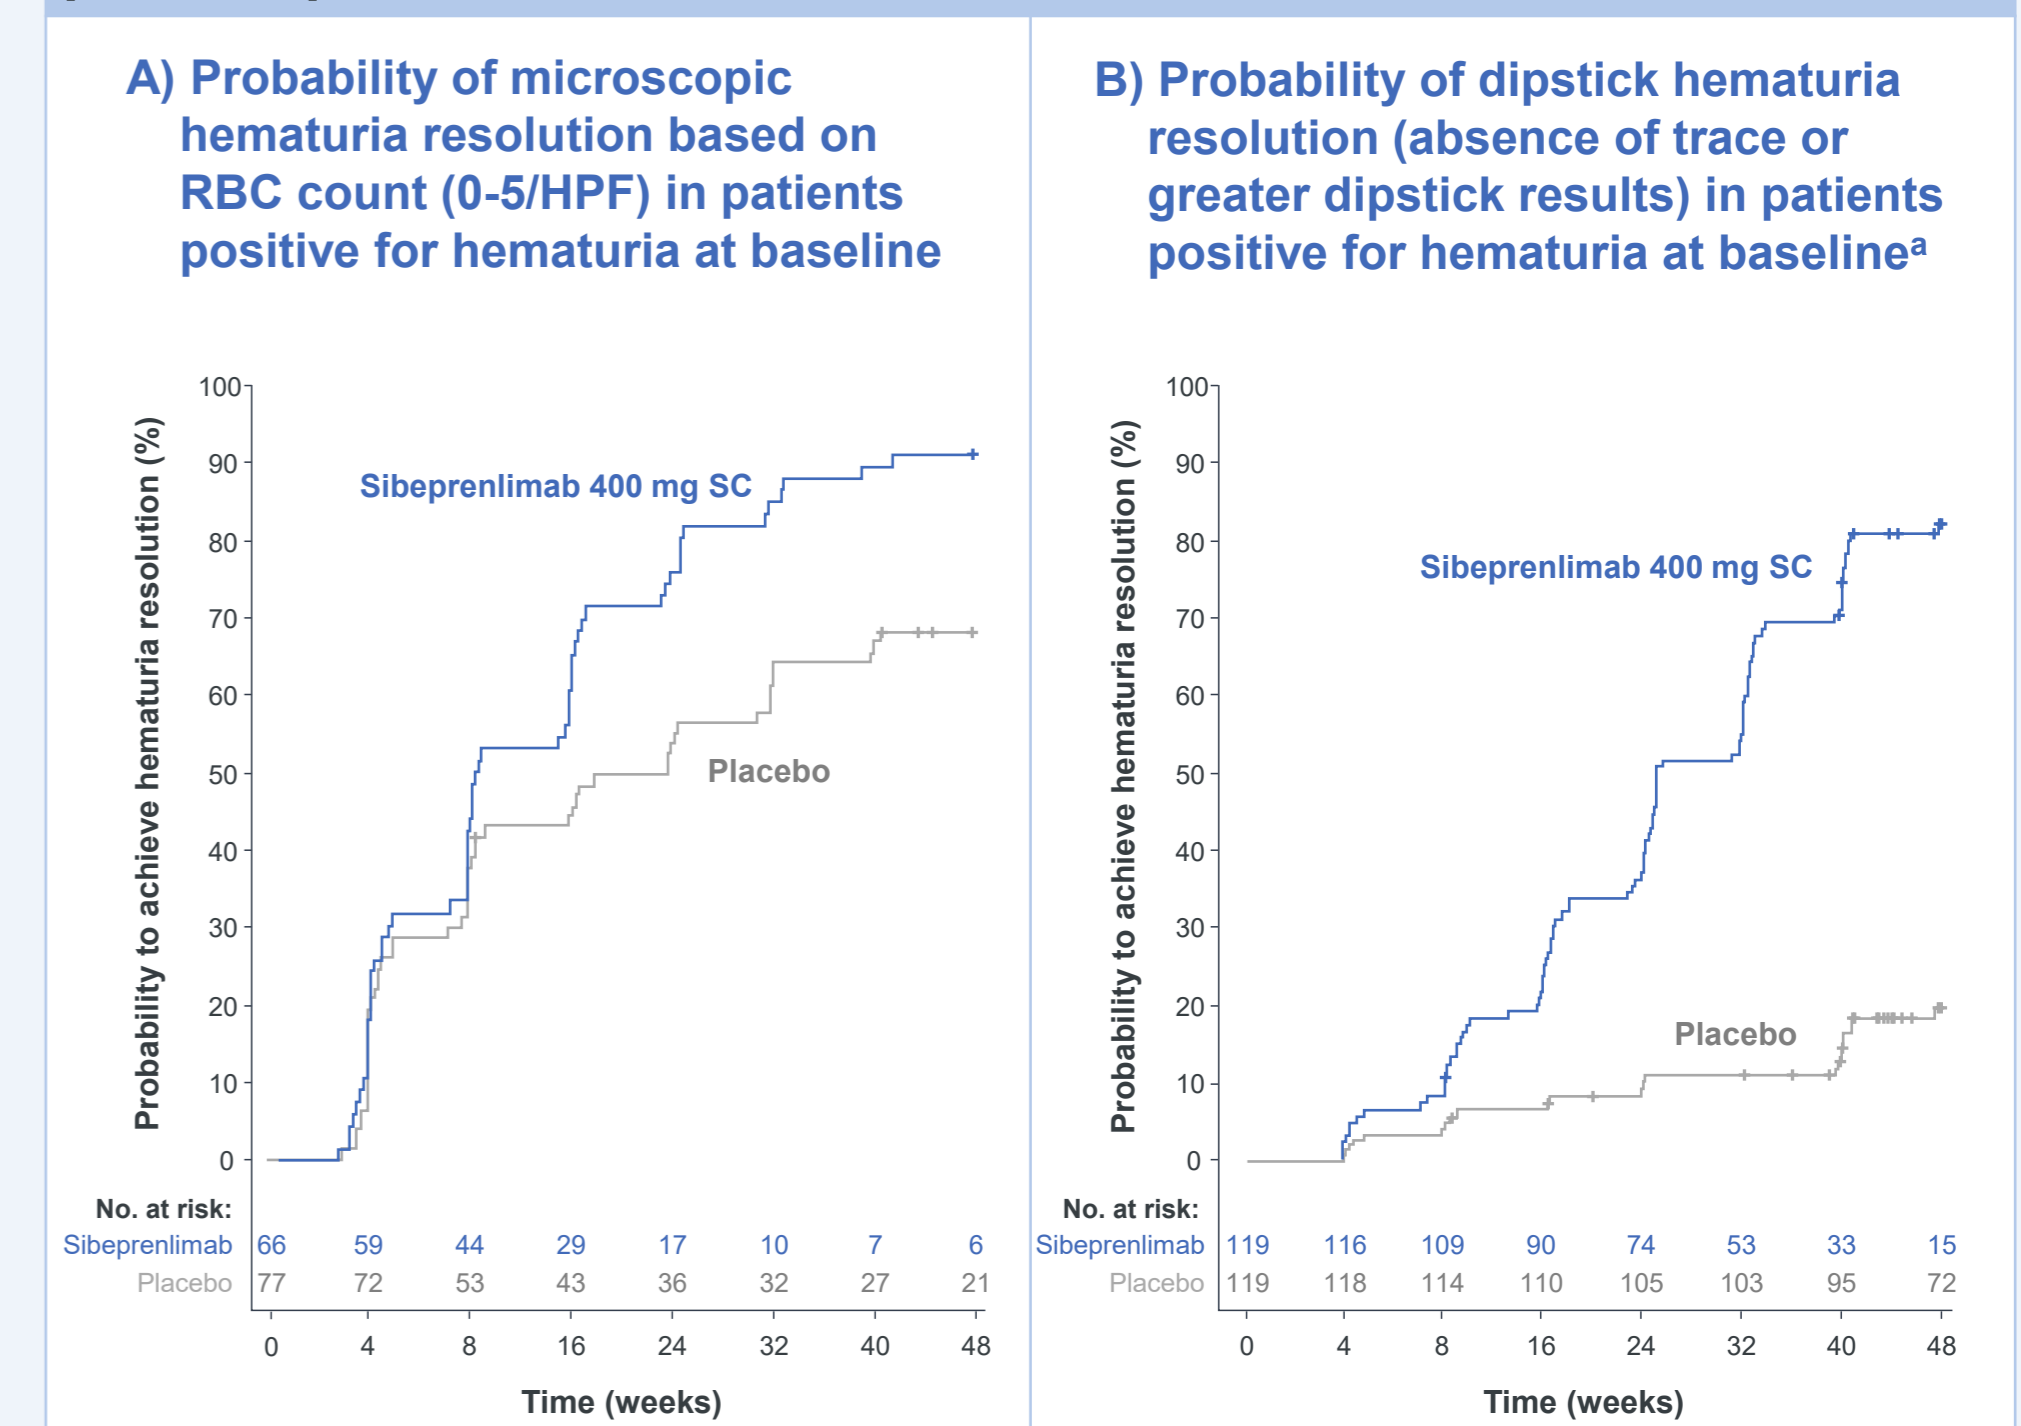 A) Probability of microscopic
hematuria resolution based on
RBC count (0-5/HPF) in patients
positive for hematuria at baseline
Probability to achieve hematuria resolution (%)
100
90
80
70
60
50
40
30
20
10
0
Sibeprenlimab 400 mg SC
Placebo
No. at risk:
Sibeprenlimab 66 59 44 29 17 10 7 6
Placebo 77 72 53 43 36 32 27 21
0 4 8 16 24 32 40 48
Time (weeks)
B) Probability of dipstick hematuria
resolution (absence of trace or
greater dipstick results) in patients
positive for hematuria at baselineᵃ
Probability to achieve hematuria resolution (%)
100
90
80
70
60
50
40
30
20
10
0
Sibeprenlimab 400 mg SC
Placebo
No. at risk:
Sibeprenlimab 119 116 109 90 74 53 33 15
Placebo 119 118 114 110 105 103 95 72
0 4 8 16 24 32 40 48
Time (weeks)